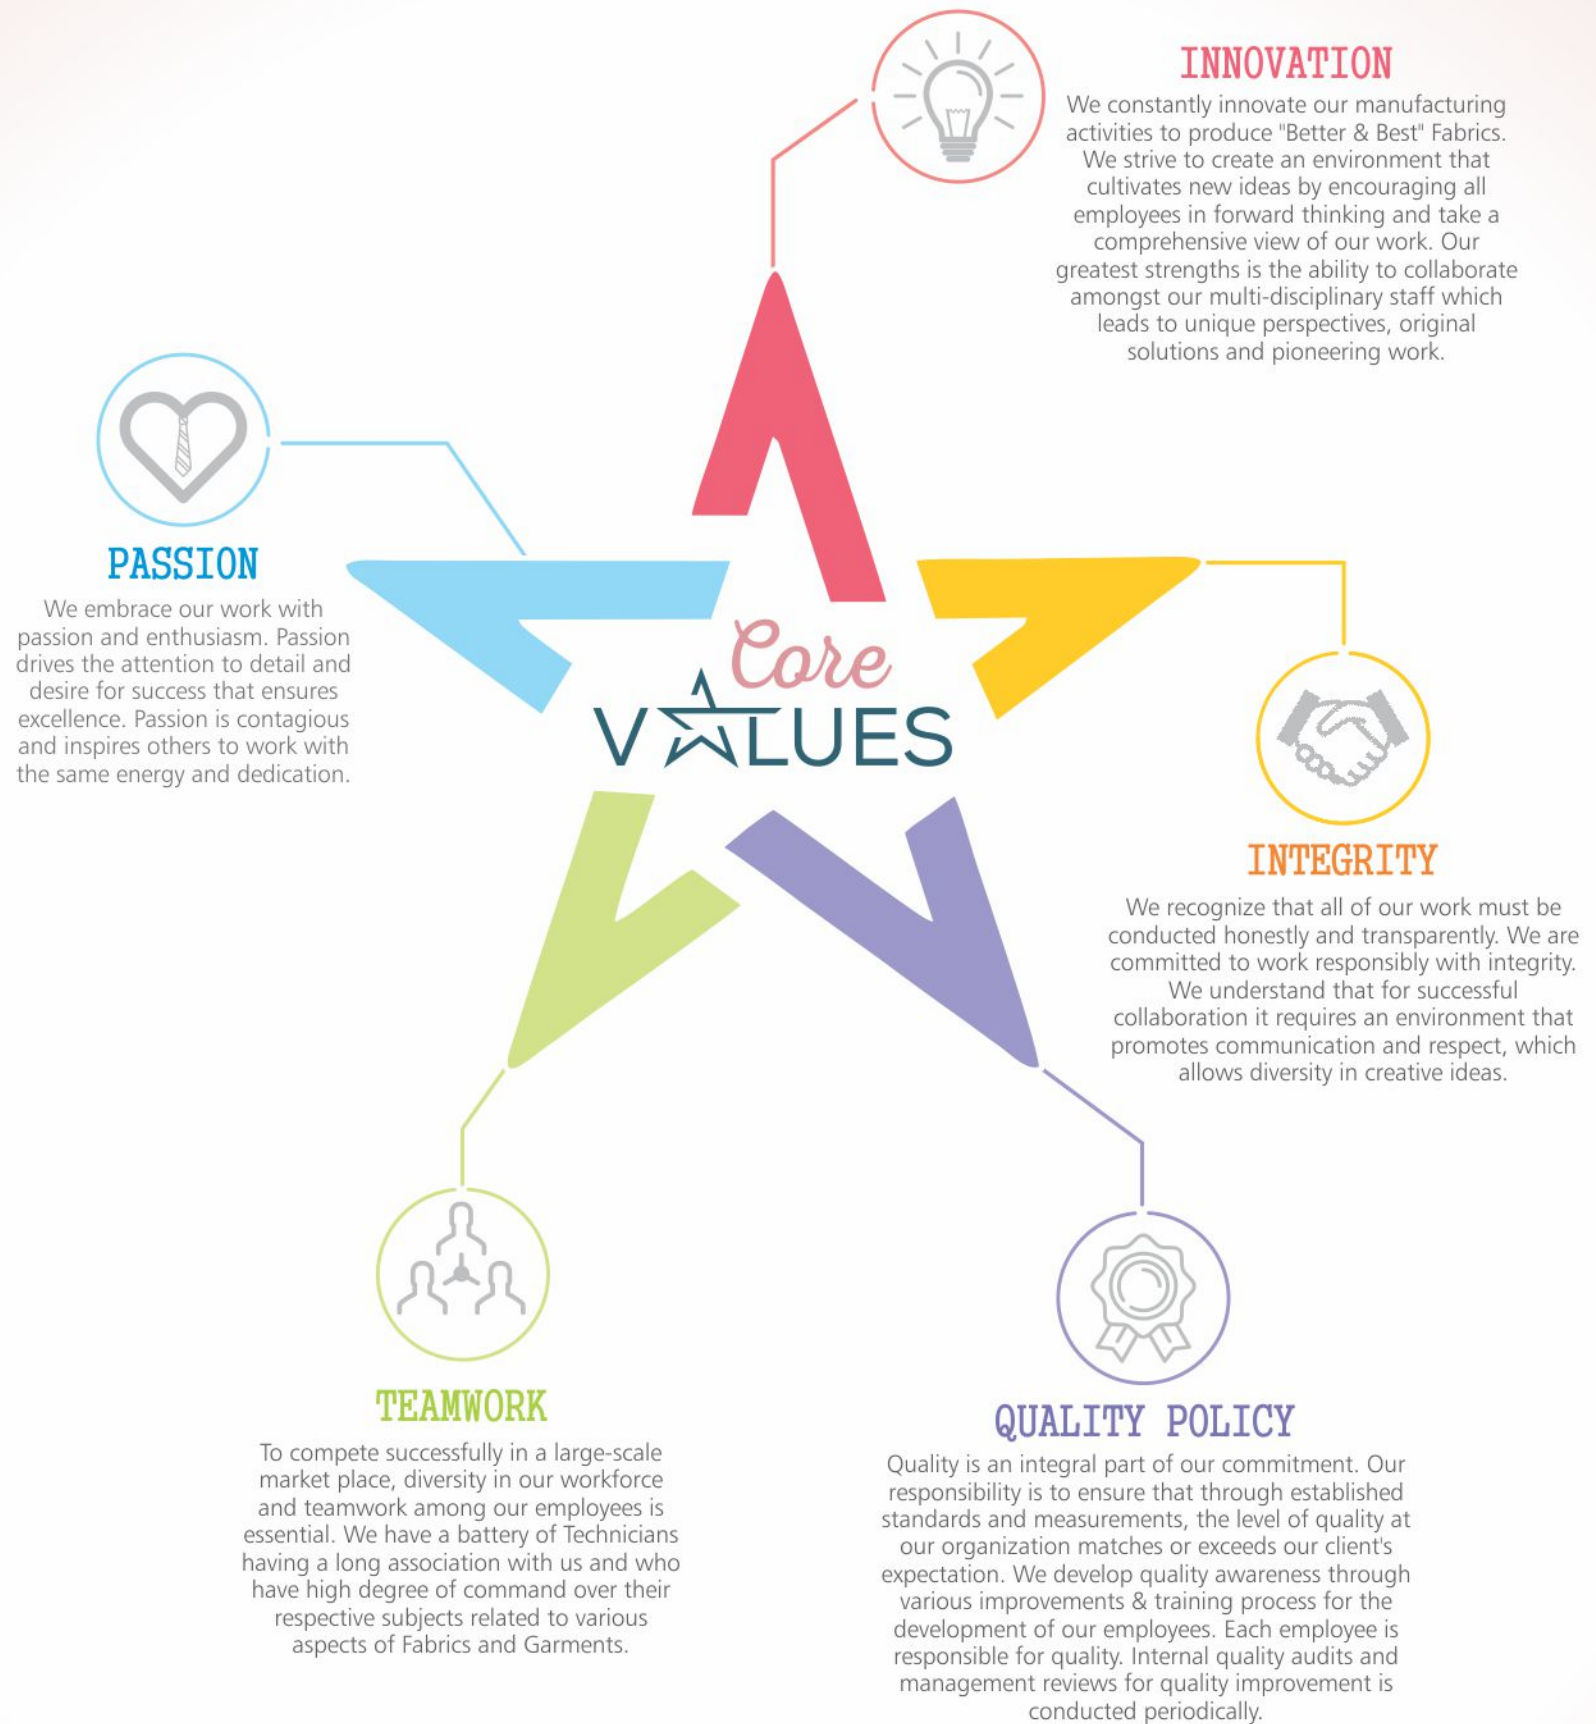 INNOVATION
We constantly innovate our manufacturing
activities to produce "Better & Best" Fabrics.
We strive to create an environment that
cultivates new ideas by encouraging all
employees in forward thinking and take a
comprehensive view of our work. Our
greatest strengths is the ability to collaborate
amongst our multi-disciplinary staff which
leads to unique perspectives, original
solutions and pioneering work.
PASSION
We embrace our work with
passion and enthusiasm. Passion
drives the attention to detail and
desire for success that ensures
excellence. Passion is contagious
and inspires others to work with
the same energy and dedication.
Core
VALUES
INTEGRITY
We recognize that all of our work must be
conducted honestly and transparently. We are
committed to work responsibly with integrity.
We understand that for successful
collaboration it requires an environment that
promotes communication and respect, which
allows diversity in creative ideas.
TEAMWORK
To compete successfully in a large-scale
market place, diversity in our workforce
and teamwork among our employees is
essential. We have a battery of Technicians
having a long association with us and who
have high degree of command over their
respective subjects related to various
aspects of Fabrics and Garments.
QUALITY POLICY
Quality is an integral part of our commitment. Our
responsibility is to ensure that through established
standards and measurements, the level of quality at
our organization matches or exceeds our client's
expectation. We develop quality awareness through
various improvements & training process for the
development of our employees. Each employee is
responsible for quality. Internal quality audits and
management reviews for quality improvement is
conducted periodically.